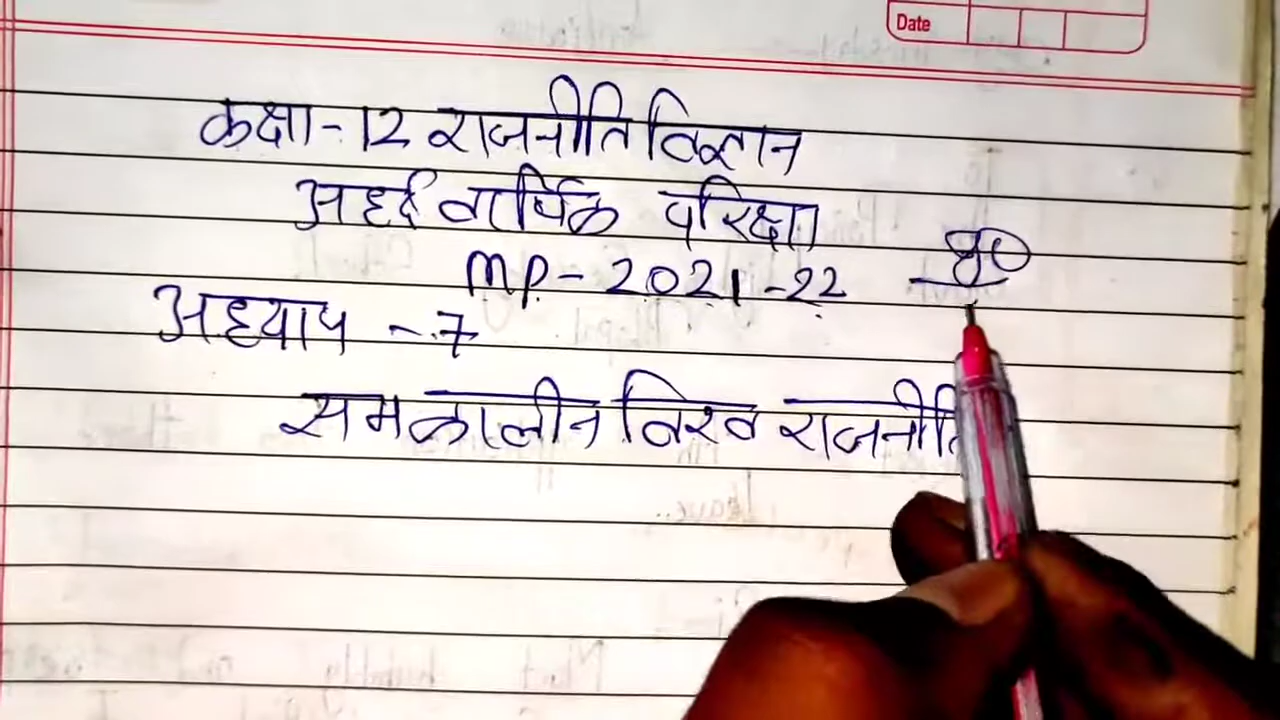 Date
कक्षा - 12 राजनीति विज्ञान
अर्द्द वार्षिक परिक्षा
MP - 2021 - 22
अध्याय - 7
समकालीन विश्व राजनीति